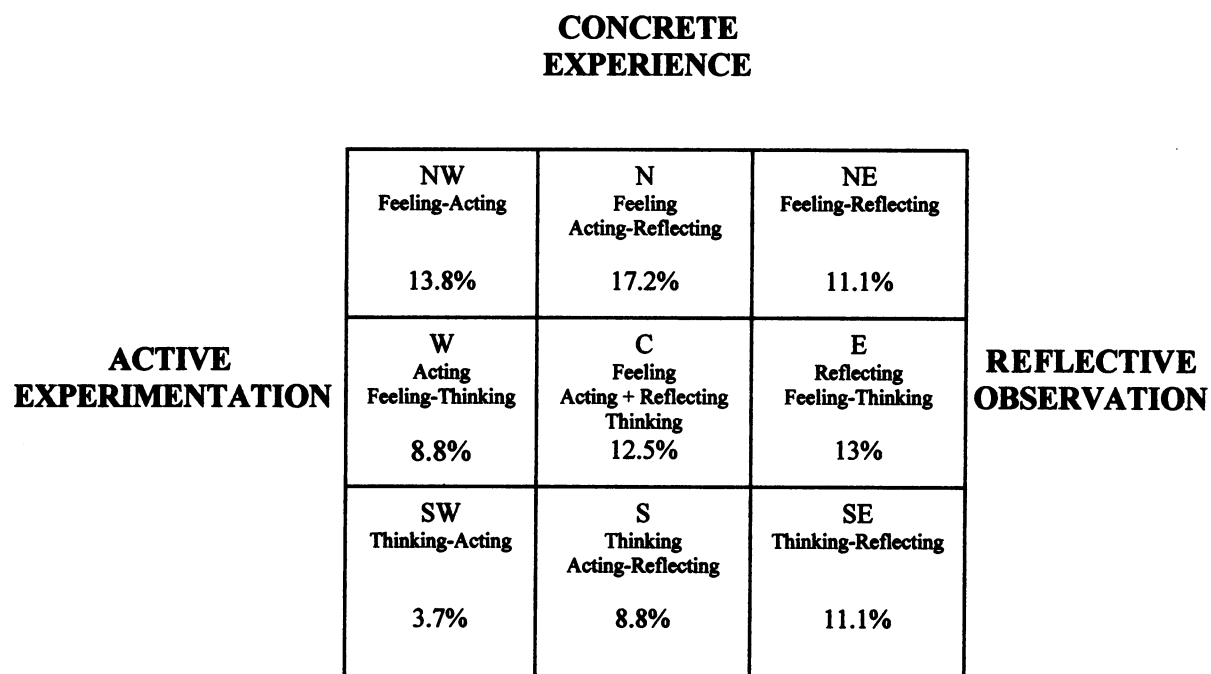 CONCRETE
EXPERIENCE
NW
Feeling-Acting
13.8%
N
Feeling
Acting-Reflecting
17.2%
NE
Feeling-Reflecting
11.1%
ACTIVE
EXPERIMENTATION
W
Acting
Feeling-Thinking
8.8%
C
Feeling
Acting + Reflecting
Thinking
12.5%
E
Reflecting
Feeling-Thinking
13%
REFLECTIVE
OBSERVATION
SW
Thinking-Acting
3.7%
S
Thinking
Acting-Reflecting
8.8%
SE
Thinking-Reflecting
11.1%